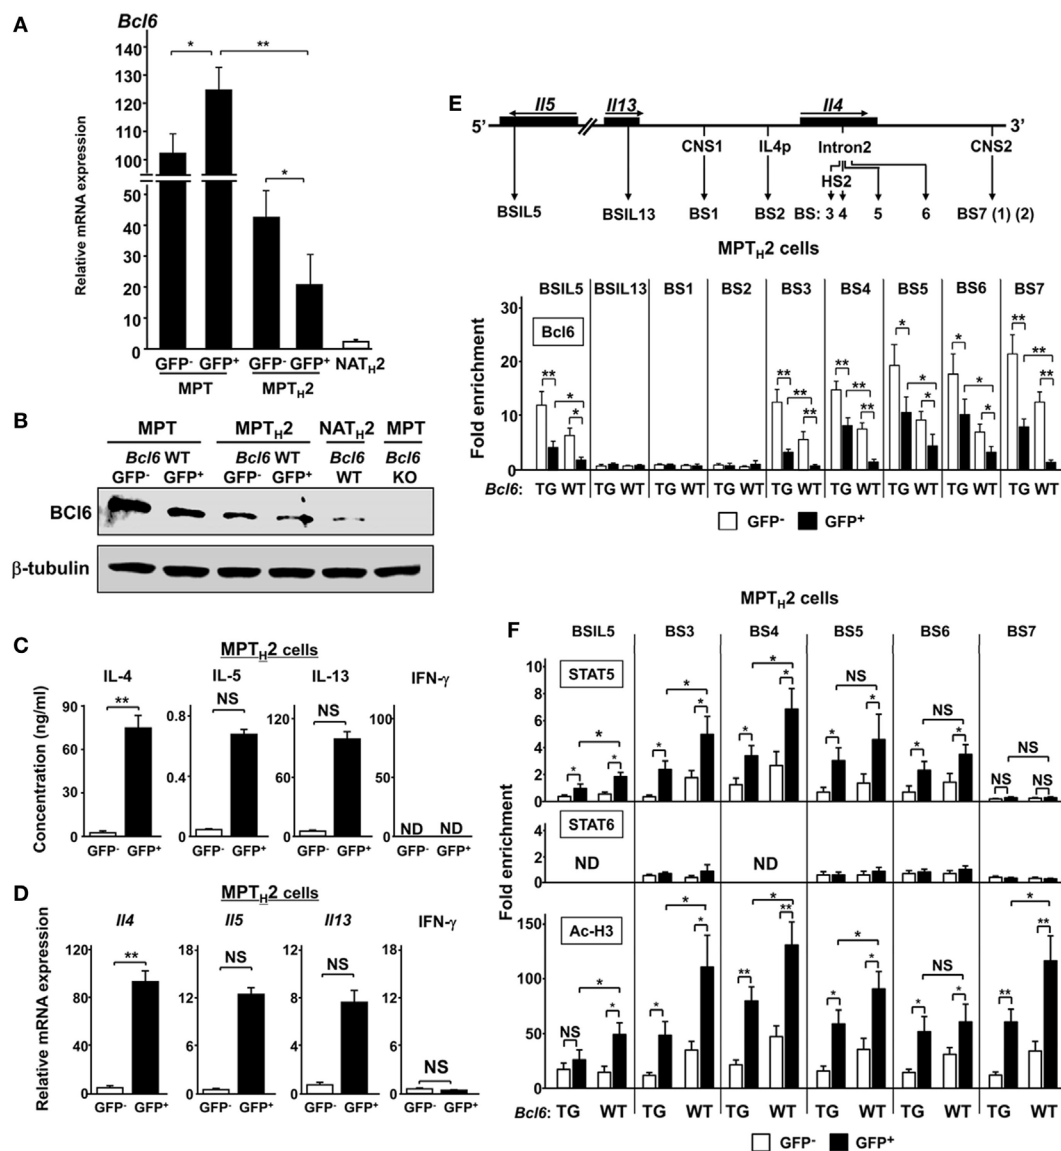 A
Bcl6
Relative mRNA expression
140
130
120
110
100
50
40
30
20
10
0
* **
*
GFP- GFP+ GFP- GFP+ NATH2
MPT MPTH2
B
MPT MPTH2 NATH2 MPT
Bcl6 WT Bcl6 WT Bcl6 Bcl6
GFP- GFP+ GFP- GFP+ WT KO
BCl6
β-tubulin
C
MPTH2 cells
IL-4 IL-5 IL-13 IFN-γ
Concentration (ng/ml)
90 0.8 120 100
60 80
0.4 60
30 40
20
0 0 0 0
** NS NS
ND ND
GFP- GFP+ GFP- GFP+ GFP- GFP+ GFP- GFP+
D
MPTH2 cells
Il4 Il5 Il13 IFN-γ
Relative mRNA expression
120 18 12 12
80 12 8 8
40 6 4 4
0 0 0 0
** NS NS NS
GFP- GFP+ GFP- GFP+ GFP- GFP+ GFP- GFP+
E
Il5 Il13 Il4
5’ 3’
CNS1 IL4p Intron2 CNS2
HS2
BSIL5 BSIL13 BS1 BS2 BS: 3 4 5 6 BS7 (1) (2)
MPTH2 cells
BSIL5 BSIL13 BS1 BS2 BS3 BS4 BS5 BS6 BS7
Bcl6
Fold enrichment
30
20
10
0
** * * ** ** ** ** ** ** * * * * * * ** ** **
Bcl6: TG WT TG WT TG WT TG WT TG WT TG WT TG WT TG WT TG WT
GFP- GFP+
MPTH2 cells
F
BSIL5 BS3 BS4 BS5 BS6 BS7
Fold enrichment
STAT5
10
8
6
4
2
0
* * * * * * * * * * NS * * NS * NS NS NS
STAT6
4
2
0
ND ND
Ac-H3
150
100
50
0
NS * * * * * ** * ** * * * * NS * ** * **
Bcl6: TG WT TG WT TG WT TG WT TG WT TG WT
GFP- GFP+